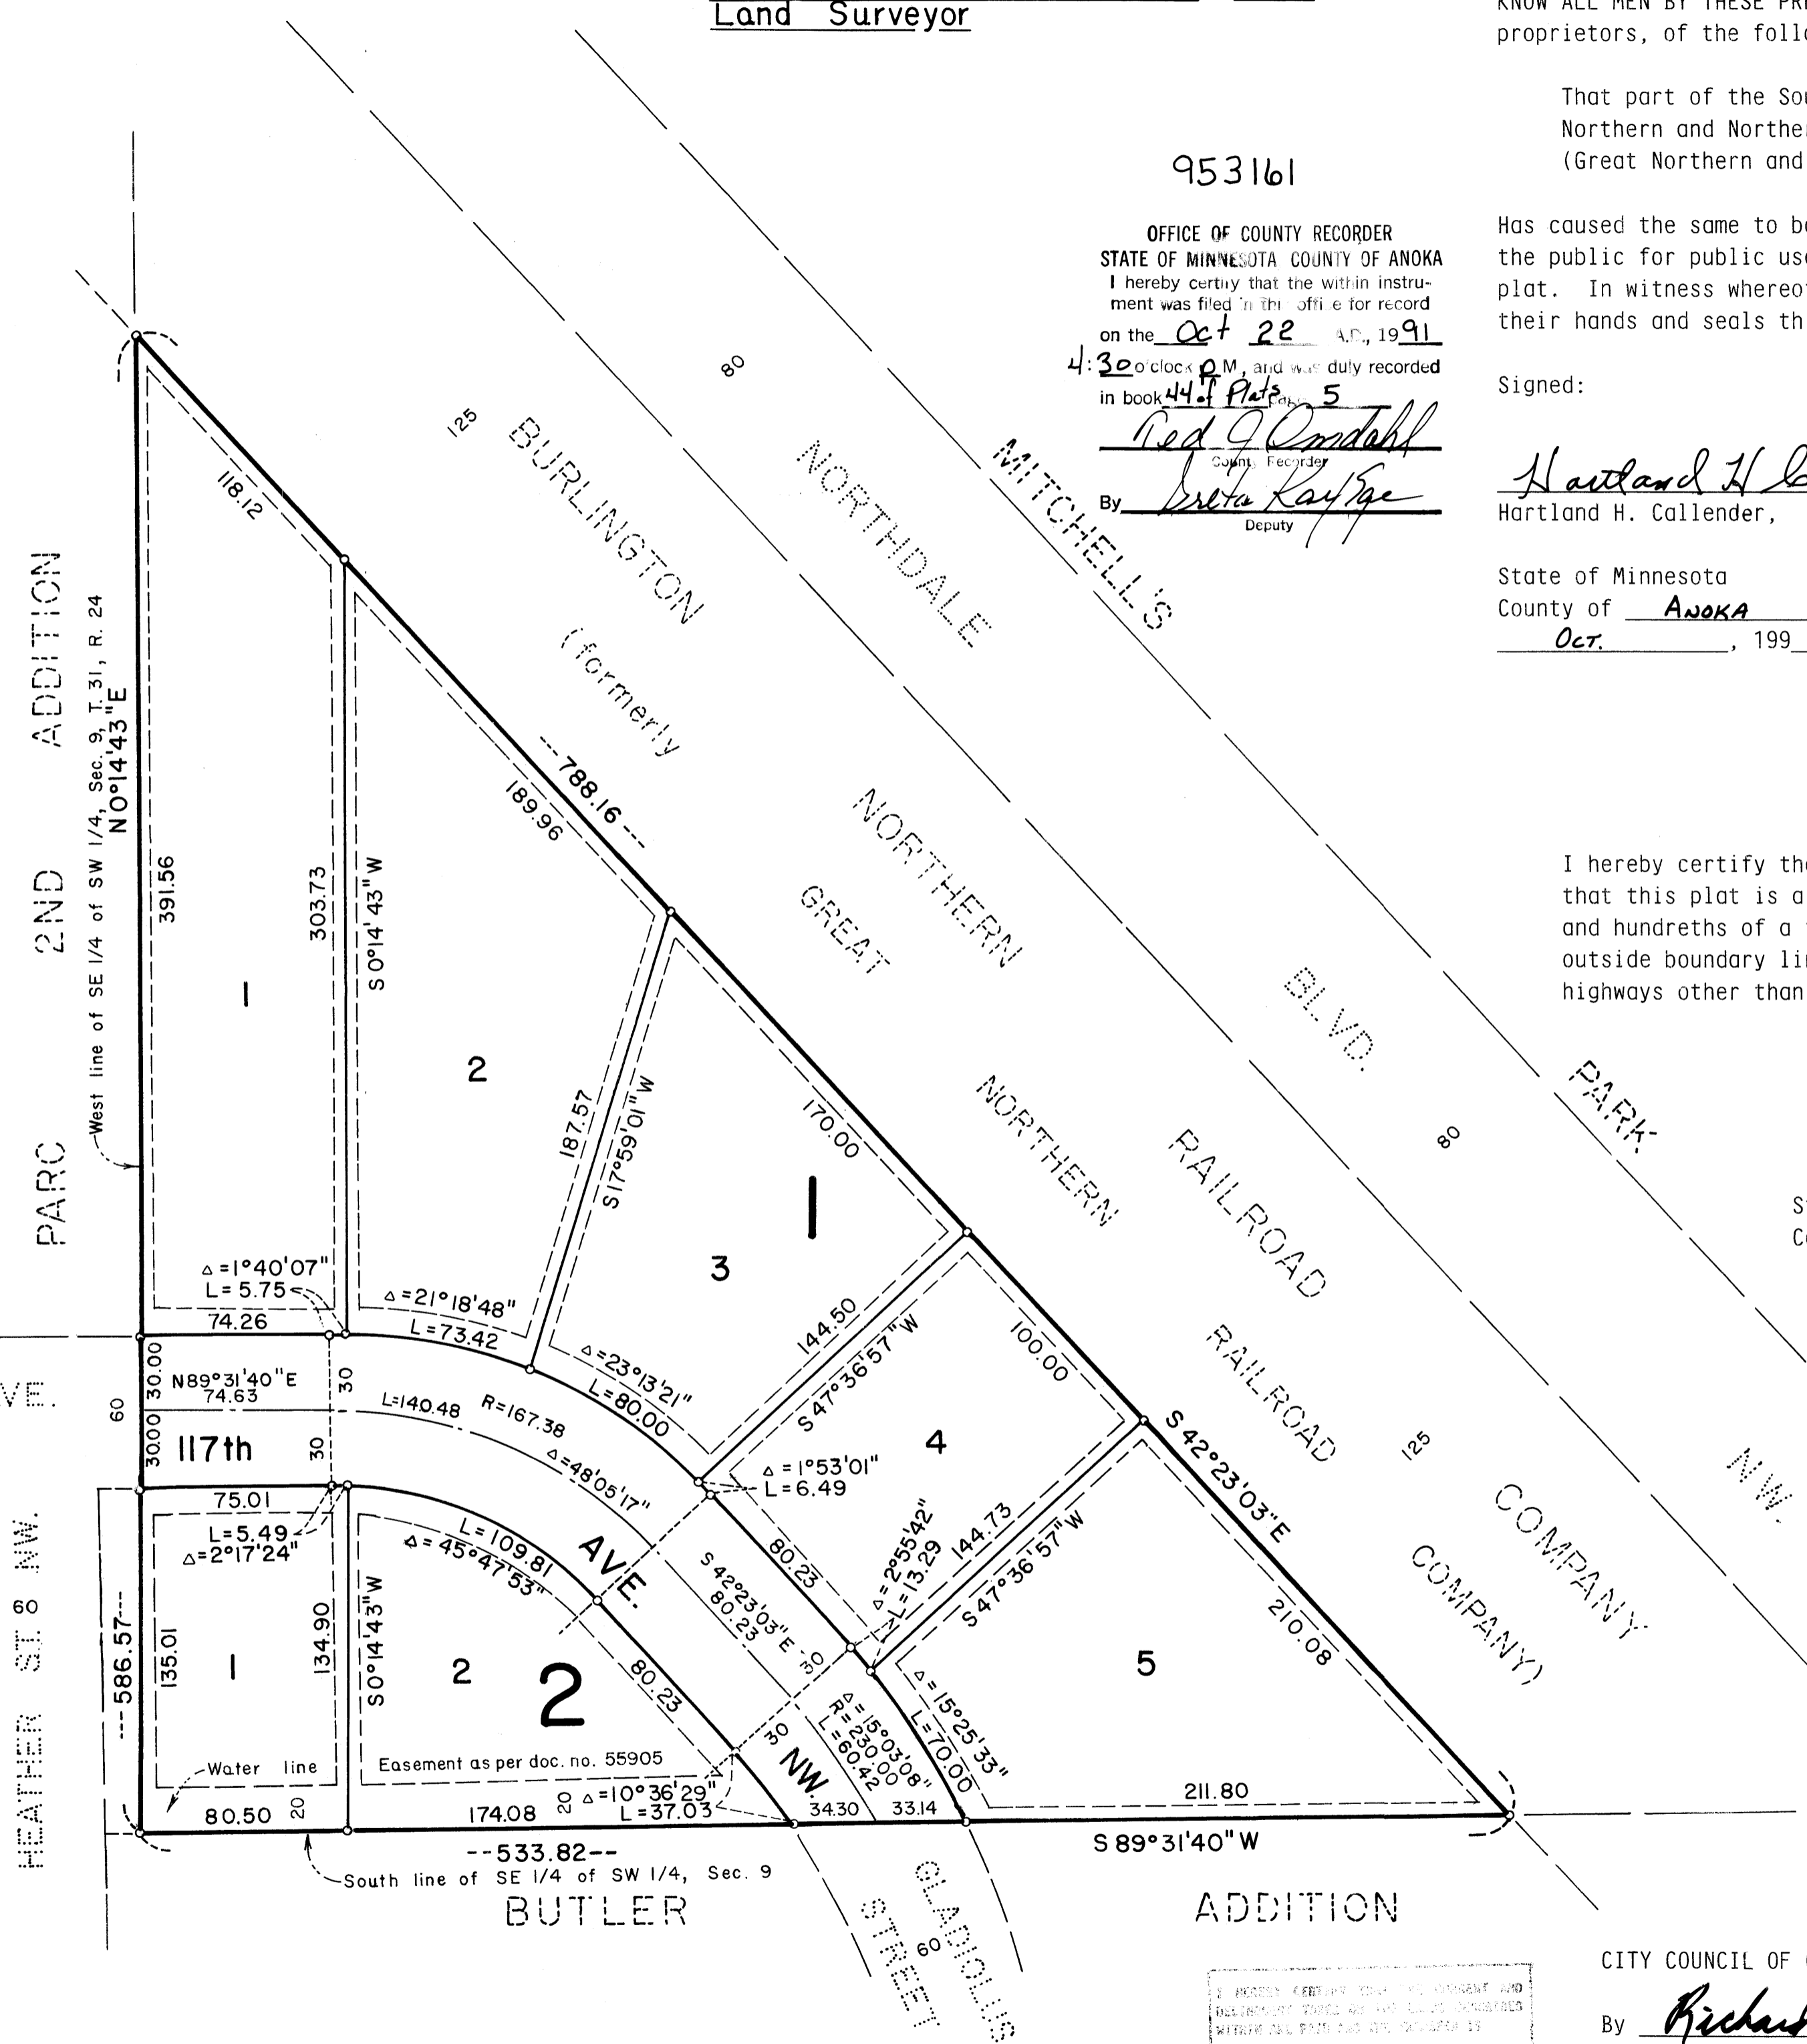 Land Surveyor
KNOW ALL MEN BY THESE
proprietors, of the
That part of the
Northern and
(Great Northern and
Has caused the same to
the public for public
plat. In witness
their hands and seals
Signed:
Hartland H
Hartland H. Callender,
State of Minnesota
County of ANOKA
OCT. , 199
I hereby certify
that this plat is a
and hundreths of a
outside boundary
highways other than
CITY COUNCIL OF
By Richard
953161
OFFICE OF COUNTY RECORDER
STATE OF MINNESOTA COUNTY OF ANOKA
I hereby certify that the within instru-
ment was filed in this office for record
on the Oct 22 A.D., 1991
4:30 o'clock P M, and was duly recorded
in book 44 of Plats page 5
Ted J Omdahl
County Recorder
By Greta Kay
Deputy
80
125
BURLINGTON
NORTHDALE
MITCHELL'S
(formerly
NORTHERN
GREAT
BLVD.
PARK
NORTHERN
RAILROAD
80
RAILROAD
125
COMPANY
COMPANY)
NW.
PARC 2ND ADDITION
West line of SE 1/4 of SW 1/4, Sec. 9, T. 31, R. 24
N 0°14'43"E
118.12
---788.16---
189.96
391.56
303.73
S 0°14'43" W
1
2
187.57
S 17°59'01" W
170.00
1
3
Δ=1°40'07"
L=5.75
74.26
Δ=21°18'48"
L=73.42
Δ=23°13'21"
L=80.00
144.50
S 47°36'57" W
100.00
S 42°23'03"E
4
VE.
60
30.00
30.00
N89°31'40"E
74.63
30
30
117th
L=140.48 R=167.38
Δ=48°05'17"
Δ=1°53'01"
L=6.49
AVE.
75.01
L=5.49
Δ=2°17'24"
L=109.81
Δ=45°47'53"
80.23
S 42°23'03"E
80.23
Δ=2°55'42"
L=13.29
144.73
S 47°36'57" W
210.08
5
HEATHER ST. NW.
60
---586.57---
135.01
1
134.90
S 0°14'43" W
2
2
80.23
30
30
NW.
Δ=15°03'08"
R=230.00
L=60.42
Δ=15°25'33"
L=70.00
Water line
Easement as per doc. no. 55905
80.50
20
174.08
20
Δ=10°36'29"
L=37.03
34.30
33.14
211.80
--533.82--
S 89°31'40" W
South line of SE 1/4 of SW 1/4, Sec. 9
BUTLER
ADDITION
GLADIOLUS
STREET
60